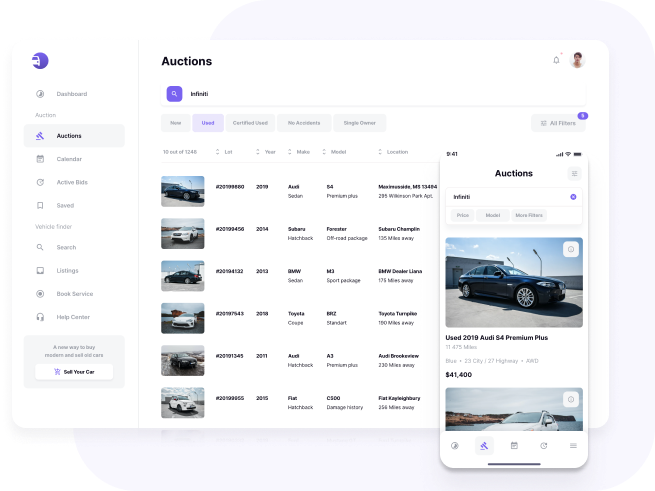 Auctions
Dashboard
Auction
Auctions
Calendar
Active Bids
Saved
Vehicle finder
Search
Listings
Book Service
Help Center
A new way to buy
modern and sell old cars
Sell Your Car
Infiniti
New Used Certified Used No Accidents Single Owner All Filters
10 out of 1248 Lot Year Make Model Location
#20199880 2019 Audi S4 Maximusside, MS 13494
Sedan Premium plus 295 Wilkinson Park Apt.
#20199456 2014 Subaru Forester Subaru Champlin
Hatchback Off-road package 135 Miles away
#20194132 2013 BMW M3 BMW Dealer Liana
Sedan Sport package 175 Miles away
#20197543 2018 Toyota BRZ Toyota Turnpike
Coupe Standart 190 Miles away
#20191345 2011 Audi A3 Audi Brookeview
Hatchback Premium plus 230 Miles away
#20199955 2015 Fiat C500 Fiat Kayleighbury
Hatchback Damage history 256 Miles away
9:41
Auctions
Infiniti
Price Model More Filters
Used 2019 Audi S4 Premium Plus
11 475 Miles
Blue • 23 City / 27 Highway • AWD
$41,400